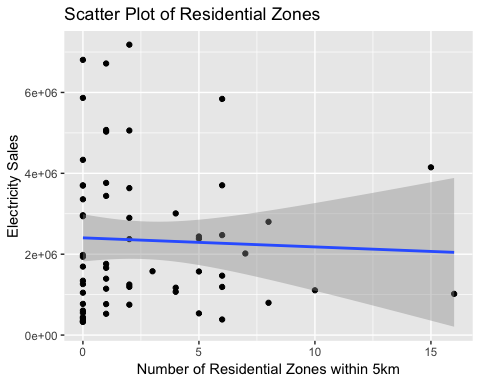 Scatter Plot of Residential Zones
6e+06
4e+06
2e+06
0e+00
Electricity Sales
0 5 10 15
Number of Residential Zones within 5km